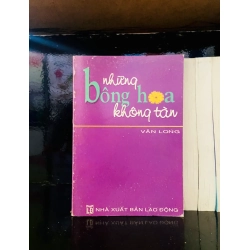 những
bông hoa
không tàn
VĂN LONG
NHÀ XUẤT BẢN LAO ĐỘNG